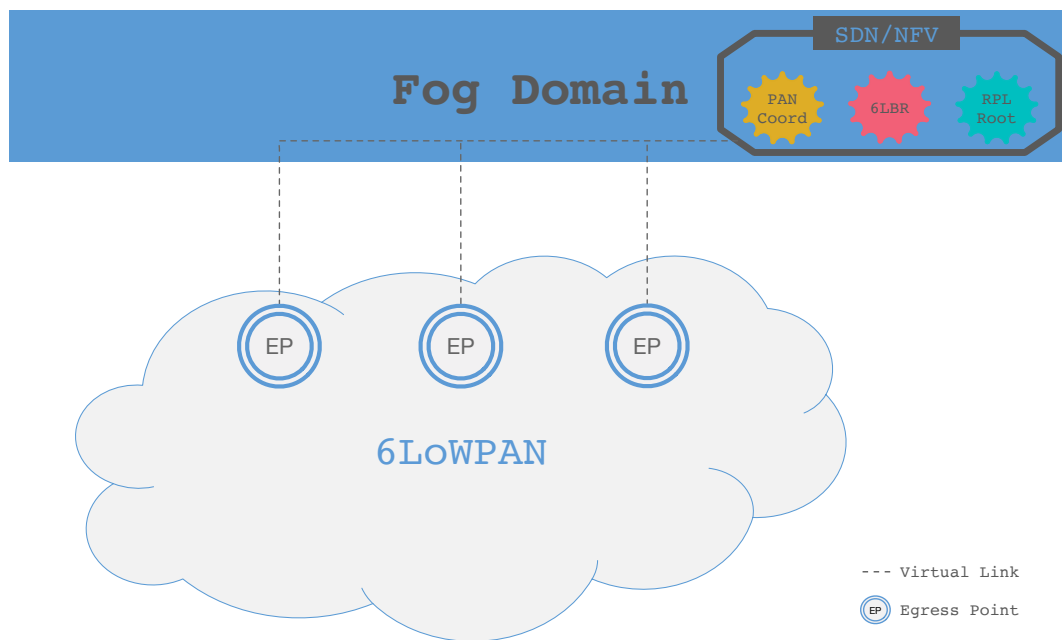 SDN/NFV
Fog Domain
PAN
Coord
6LBR
RPL
Root
EP
EP
EP
6LoWPAN
--- Virtual Link
EP Egress Point